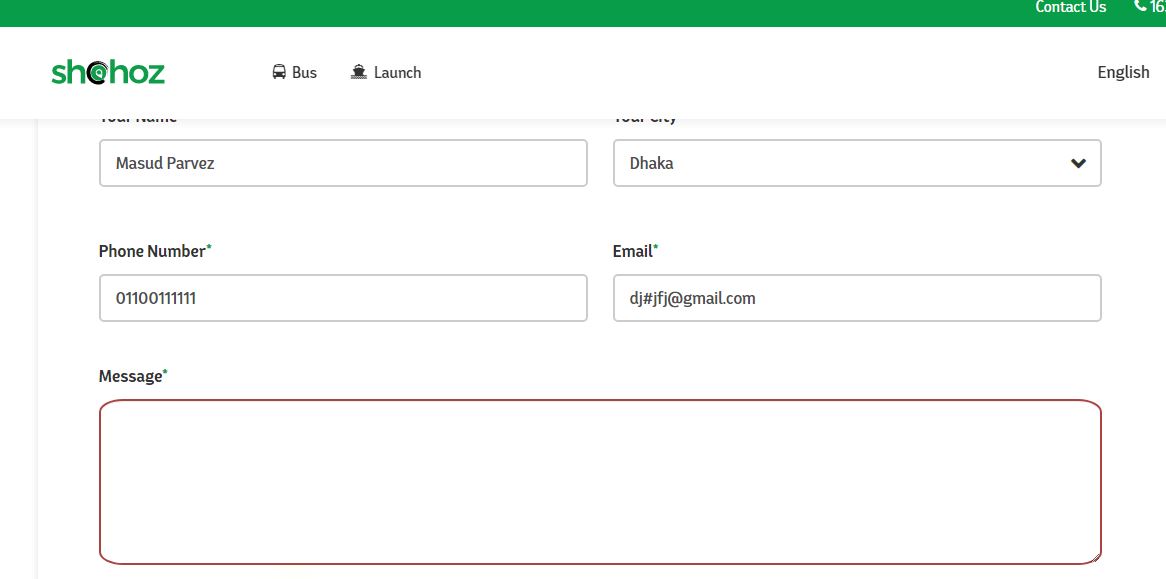 Contact Us 16
shohoz Bus Launch English
Your Name Your City
Masud Parvez Dhaka
Phone Number* Email*
01100111111 dj#jfj@gmail.com
Message*